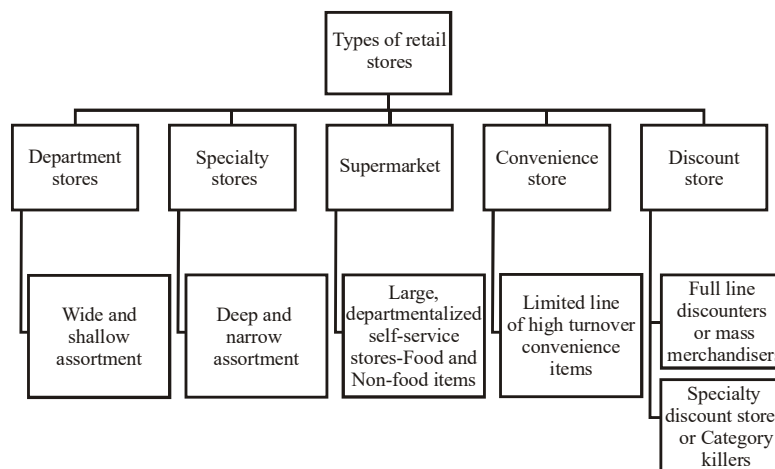 Types of retail
stores
Department
stores
Specialty
stores
Supermarket
Convenience
store
Discount
store
Wide and
shallow
assortment
Deep and
narrow
assortment
Large,
departmentalized
self-service
stores-Food and
Non-food items
Limited line
of high turnover
convenience
items
Full line
discounters
or mass
merchandiser
Specialty
discount store
or Category
killers